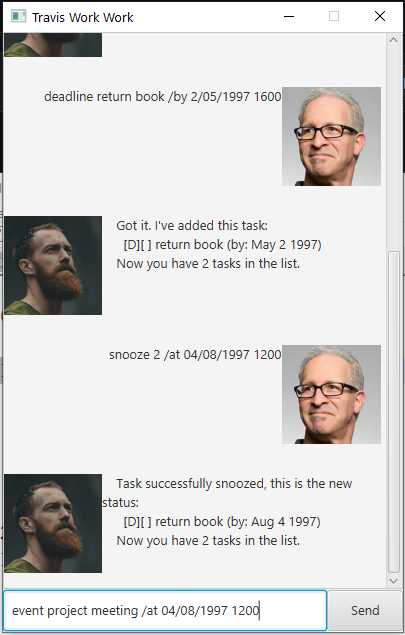 Travis Work Work
deadline return book /by 2/05/1997 1600
Got it. I've added this task:
[D][ ] return book (by: May 2 1997)
Now you have 2 tasks in the list.
snooze 2 /at 04/08/1997 1200
Task successfully snoozed, this is the new
status:
[D][ ] return book (by: Aug 4 1997)
Now you have 2 tasks in the list.
event project meeting /at 04/08/1997 1200
Send